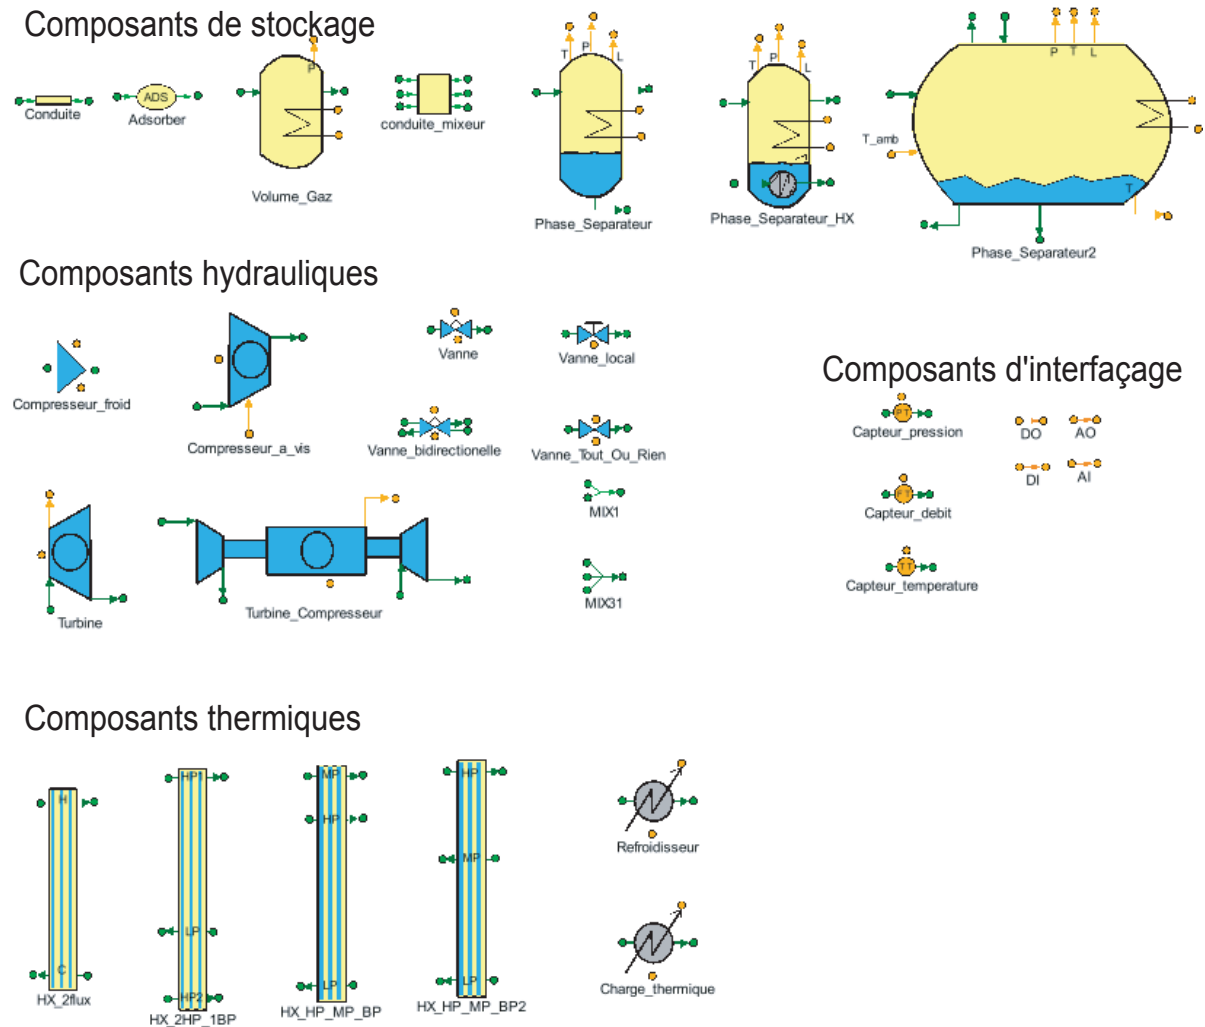 Composants de stockage
P
T
P
L
T
P
L
P
T
L
ADS
Conduite
Adsorber
conduite_mixeur
T_amb
T
Volume_Gaz
Phase_Separateur
Phase_Separateur_HX
Phase_Separateur2
Composants hydrauliques
Vanne
Vanne_local
Compresseur_froid
Compresseur_a_vis
Vanne_bidirectionelle
Vanne_Tout_Ou_Rien
MIX1
MIX31
Turbine
Turbine_Compresseur
Composants d'interfaçage
PT
Capteur_pression
DO
AO
DI
AI
FT
Capteur_debit
TT
Capteur_temperature
Composants thermiques
H
C
HX_2flux
HP1
LP
HP2
HX_2HP_1BP
MP
HP
LP
HX_HP_MP_BP
HP
MP
LP
HX_HP_MP_BP2
Refroidisseur
Charge_thermique